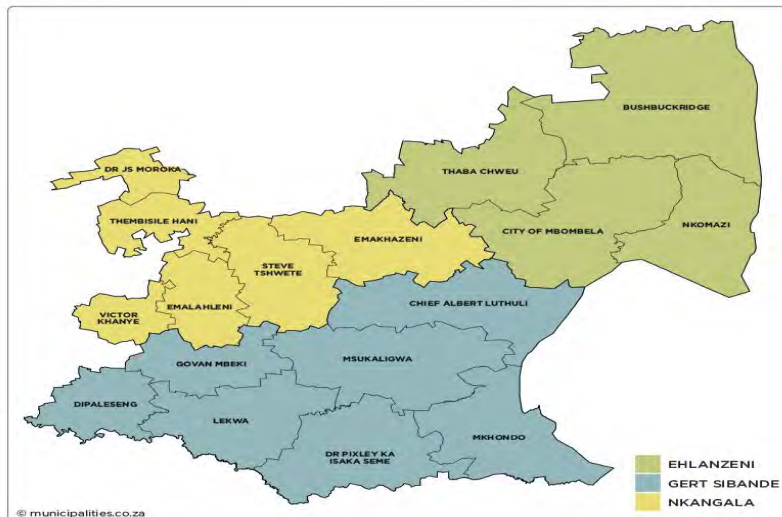 BUSHBUCKRIDGE
DR JS MOROKA
THABA CHWEU
THEMBISILE HANI
NKOMAZI
CITY OF MBOMBELA
EMAKHAZENI
STEVE
TSHWETE
CHIEF ALBERT LUTHULI
VICTOR
KHANYE
EMALAHLENI
GOVAN MBEKI
MSUKALIGWA
DIPALESENG
LEKWA
MKHONDO
DR PIXLEY KA
ISAKA SEME
EHLANZENI
GERT SIBANDE
NKANGALA
© municipalities.co.za